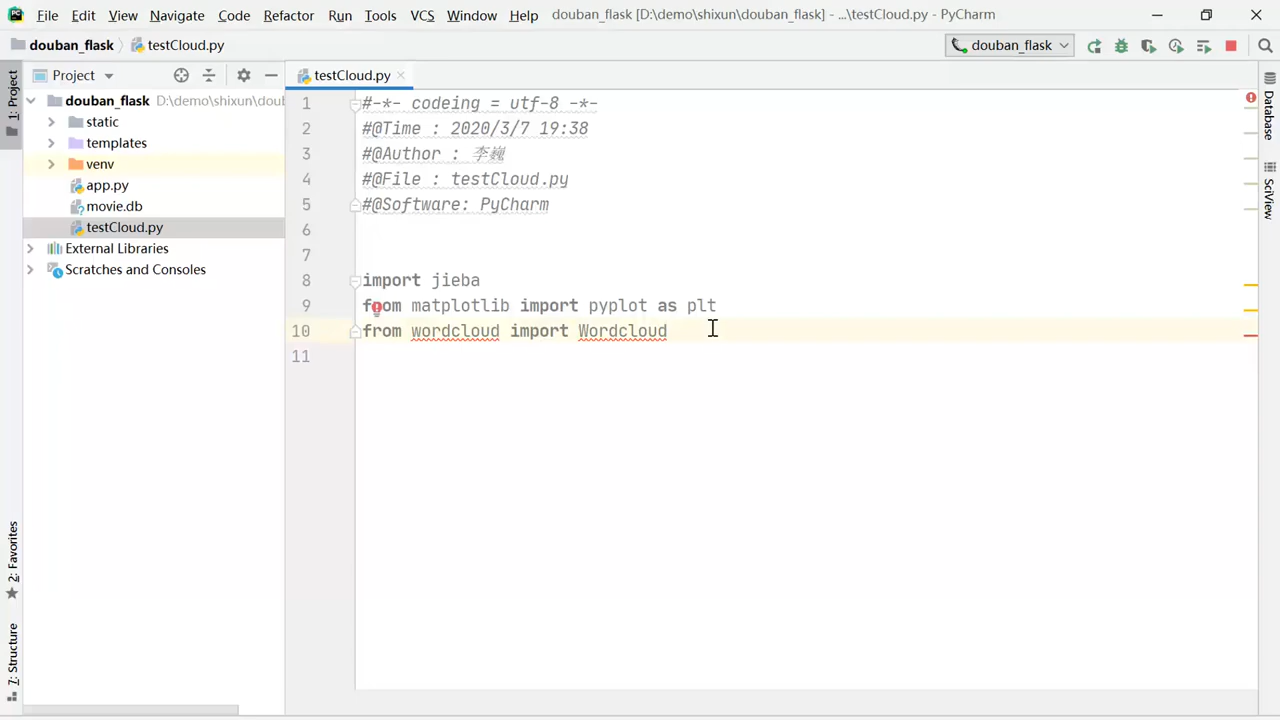 File Edit View Navigate Code Refactor Run Tools VCS Window Help douban_flask [D:\demo\shixun\douban_flask] - ...\testCloud.py - PyCharm
douban_flask testCloud.py douban_flask
Project testCloud.py
1: Project
douban_flask D:\demo\shixun\dou
static
templates
venv
app.py
movie.db
testCloud.py
External Libraries
Scratches and Consoles
2: Favorites
7: Structure
1 #-*- codeing = utf-8 -*-
2 #@Time : 2020/3/7 19:38
3 #@Author : 李巍
4 #@File : testCloud.py
5 #@Software: PyCharm
6
7
8 import jieba
9 from matplotlib import pyplot as plt
10 from wordcloud import Wordcloud
11
Database
SciView